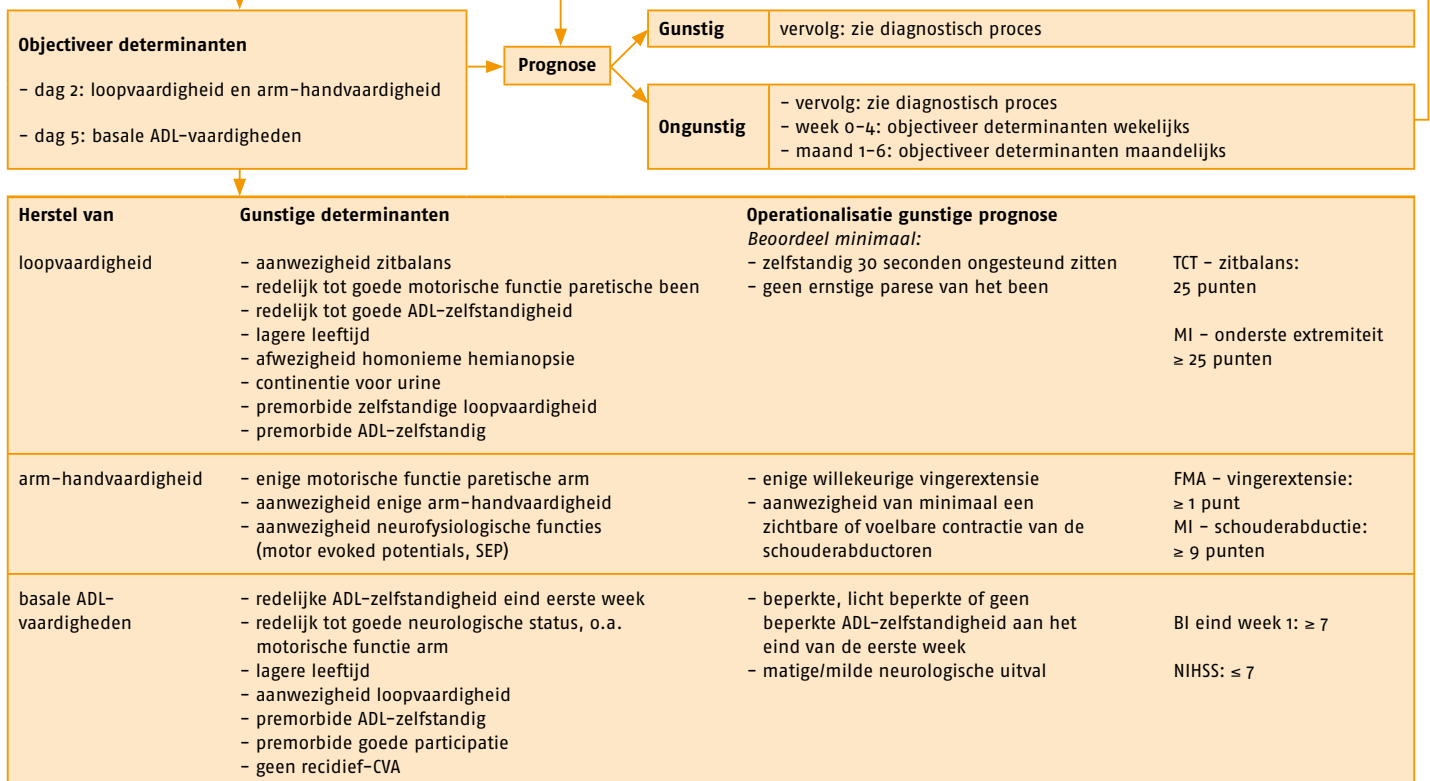 Objectiveer determinanten
- dag 2: loopvaardigheid en arm-handvaardigheid
- dag 5: basale ADL-vaardigheden
Prognose
Gunstig
vervolg: zie diagnostisch proces
Ongunstig
- vervolg: zie diagnostisch proces
- week 0-4: objectiveer determinanten wekelijks
- maand 1-6: objectiveer determinanten maandelijks
Herstel van
Gunstige determinanten
Operationalisatie gunstige prognose
Beoordeel minimaal:
loopvaardigheid
- aanwezigheid zitbalans
- redelijk tot goede motorische functie paretische been
- redelijk tot goede ADL-zelfstandigheid
- lagere leeftijd
- afwezigheid homonieme hemianopsie
- continentie voor urine
- premorbide zelfstandige loopvaardigheid
- premorbide ADL-zelfstandig
- zelfstandig 30 seconden ongesteund zitten
- geen ernstige parese van het been
TCT - zitbalans:
25 punten
MI - onderste extremiteit
≥ 25 punten
arm-handvaardigheid
- enige motorische functie paretische arm
- aanwezigheid enige arm-handvaardigheid
- aanwezigheid neurofysiologische functies
(motor evoked potentials, SEP)
- enige willekeurige vingerextensie
- aanwezigheid van minimaal een
zichtbare of voelbare contractie van de
schouderabductoren
FMA - vingerextensie:
≥ 1 punt
MI - schouderabductie:
≥ 9 punten
basale ADL-
vaardigheden
- redelijke ADL-zelfstandigheid eind eerste week
- redelijk tot goede neurologische status, o.a.
motorische functie arm
- lagere leeftijd
- aanwezigheid loopvaardigheid
- premorbide ADL-zelfstandig
- premorbide goede participatie
- geen recidief-CVA
- beperkte, licht beperkte of geen
beperkte ADL-zelfstandigheid aan het
eind van de eerste week
- matige/milde neurologische uitval
BI eind week 1: ≥ 7
NIHSS: ≤ 7